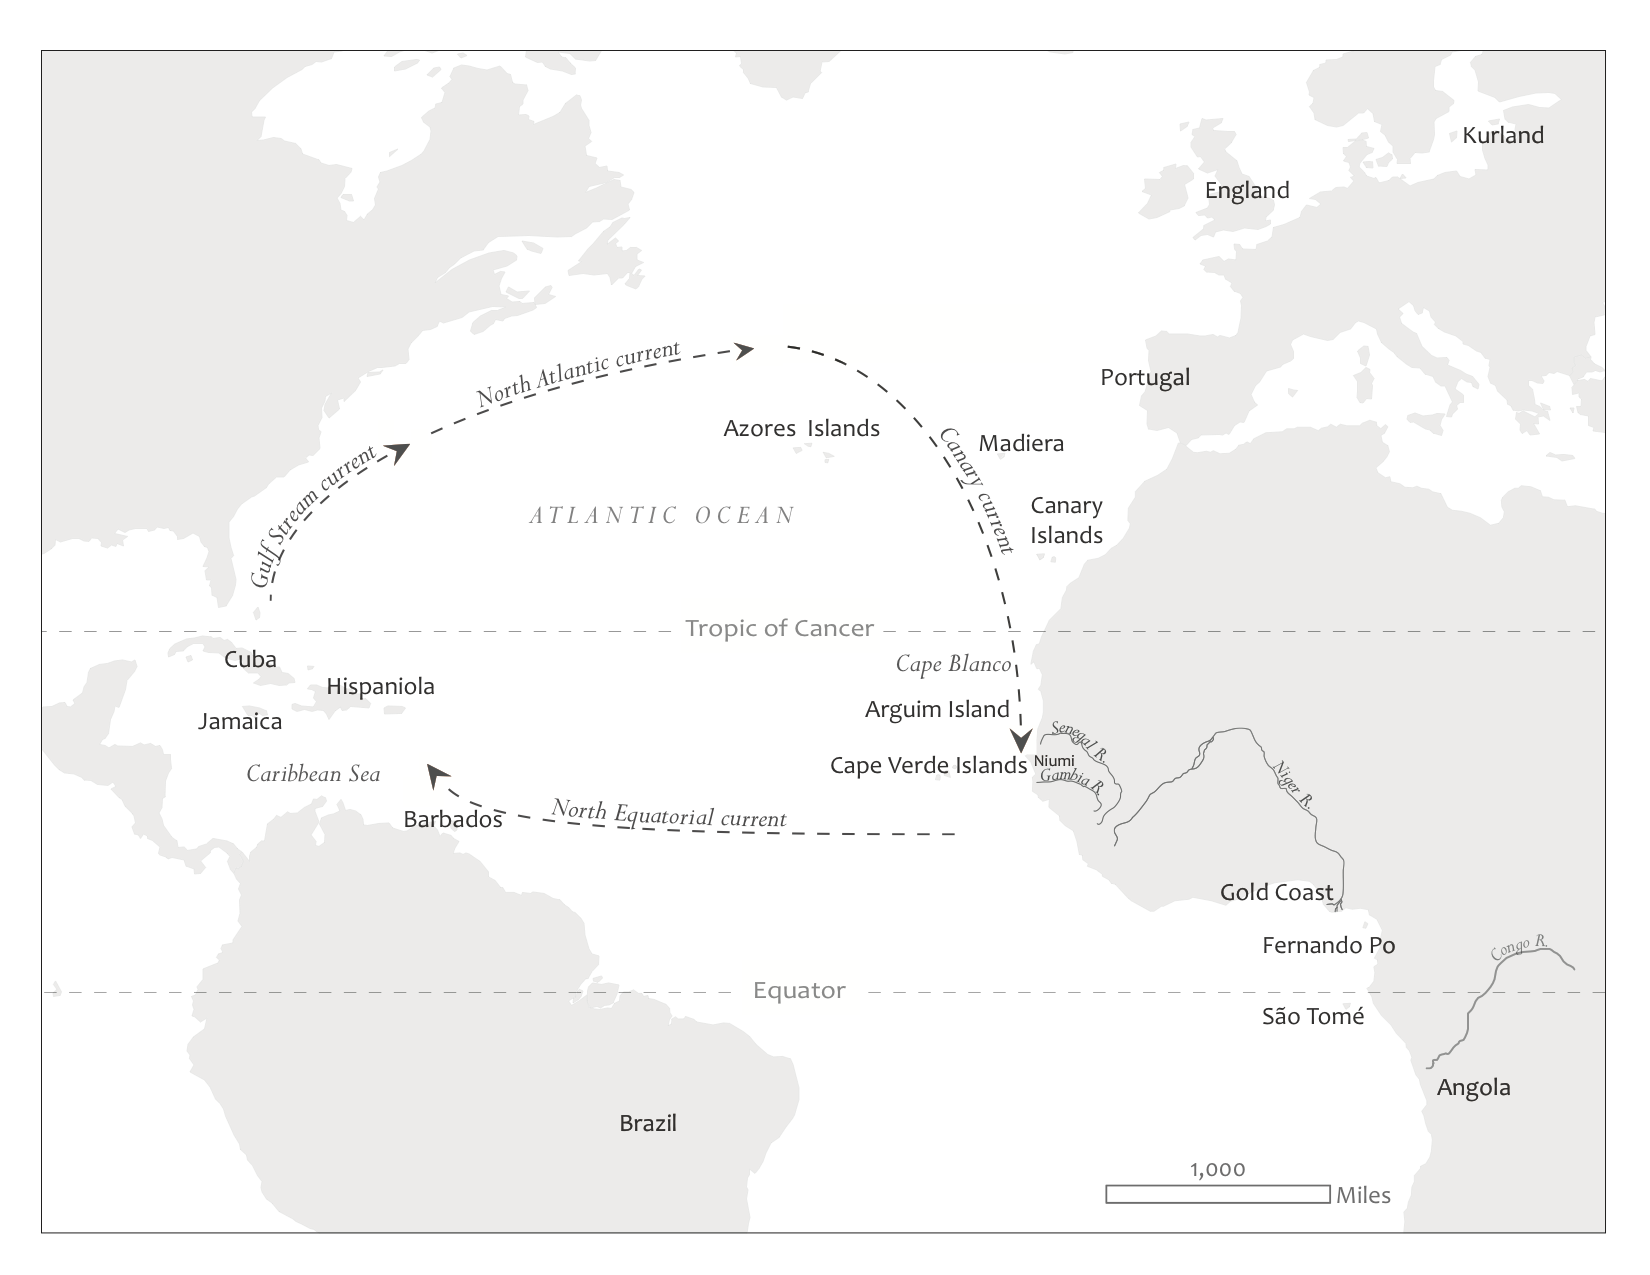 Kurland
England
North Atlantic current
Portugal
Azores Islands
Madiera
Gulf Stream current
Canary current
Canary
Islands
ATLANTIC OCEAN
Tropic of Cancer
Cuba
Cape Blanco
Hispaniola
Arguim Island
Jamaica
Senegal R.
Niumi
Cape Verde Islands
Caribbean Sea
Gambia R.
Niger R.
North Equatorial current
Barbados
Gold Coast
Fernando Po
Congo R.
Equator
São Tomé
Angola
Brazil
1,000
Miles